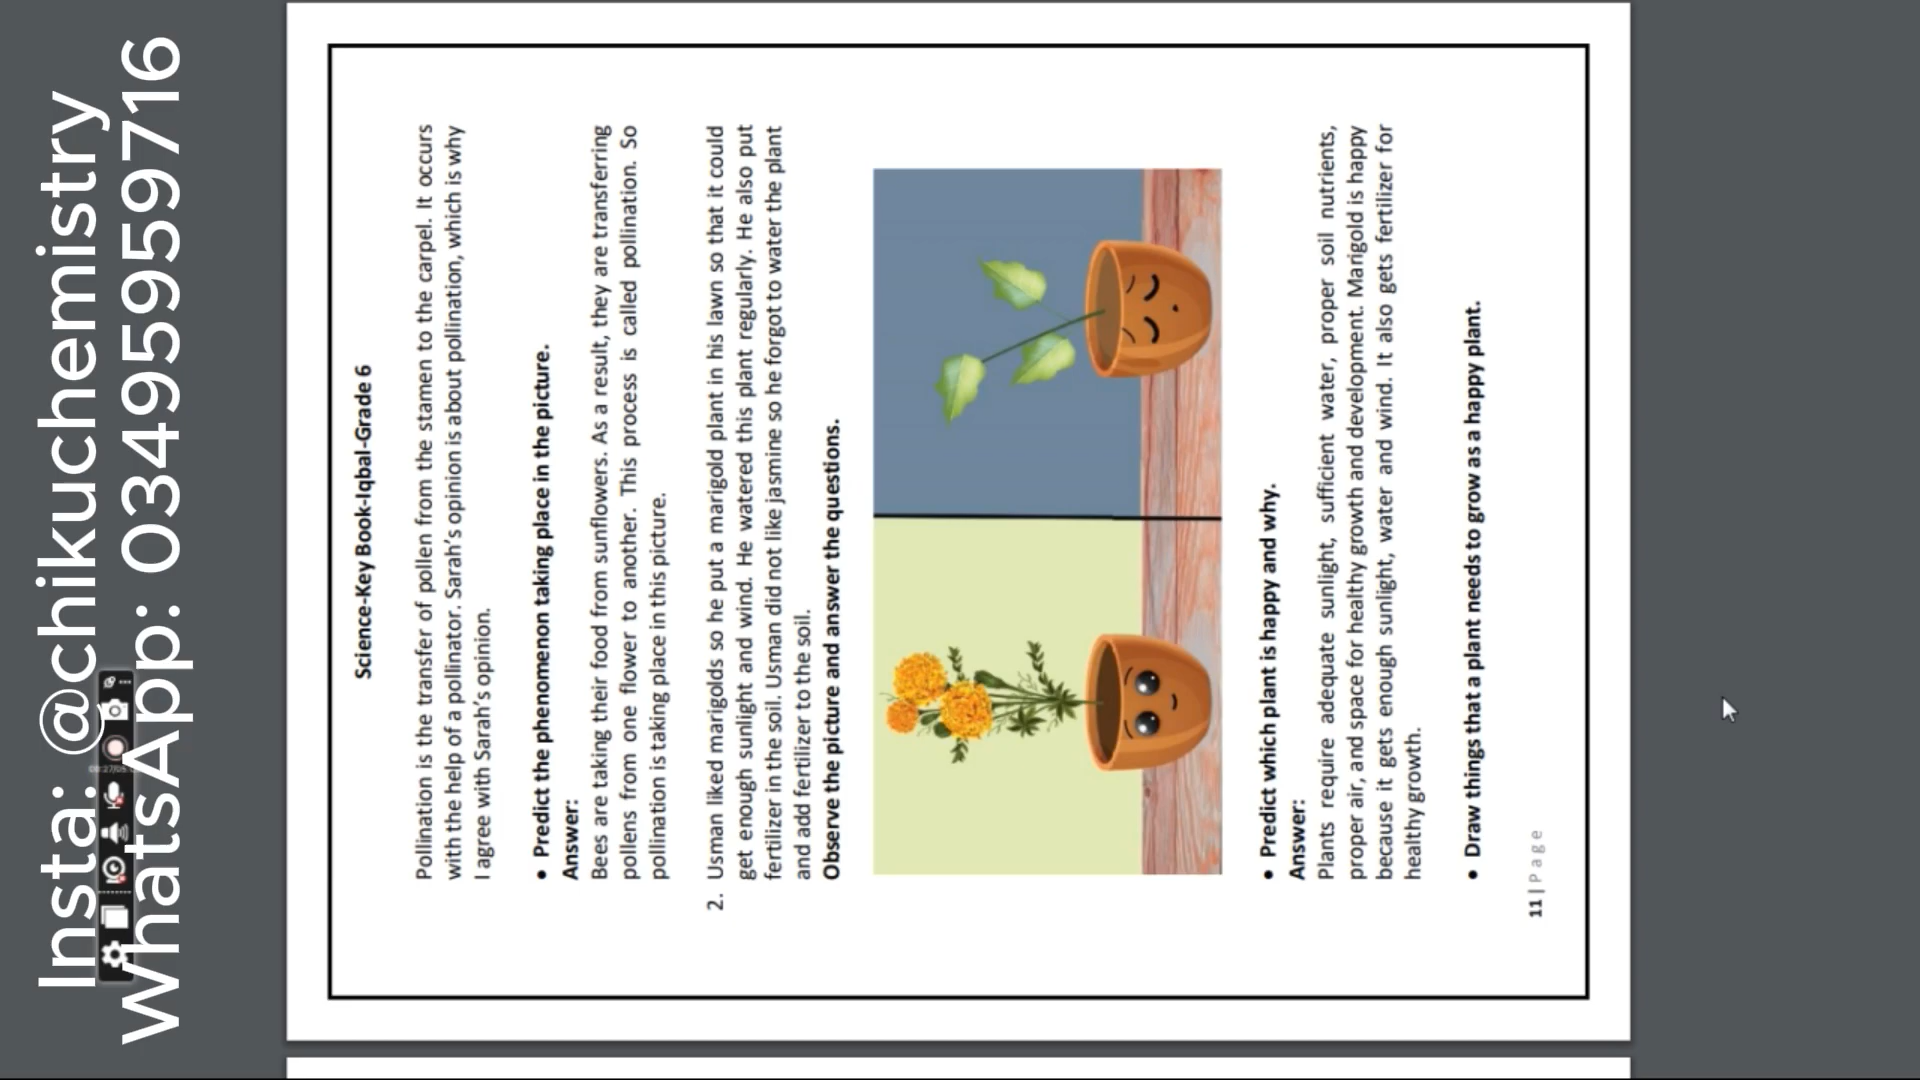 Insta: @chikuchemistry
WhatsApp: 03495959716
Science-Key Book-Iqbal-Grade 6
Pollination is the transfer of pollen from the stamen to the carpel. It occurs
with the help of a pollinator. Sarah's opinion is about pollination, which is why
I agree with Sarah's opinion.
• Predict the phenomenon taking place in the picture.
Answer:
Bees are taking their food from sunflowers. As a result, they are transferring
pollens from one flower to another. This process is called pollination. So
pollination is taking place in this picture.
2. Usman liked marigolds so he put a marigold plant in his lawn so that it could
get enough sunlight and wind. He watered this plant regularly. He also put
fertilizer in the soil. Usman did not like jasmine so he forgot to water the plant
and add fertilizer to the soil.
Observe the picture and answer the questions.
• Predict which plant is happy and why.
Answer:
Plants require adequate sunlight, sufficient water, proper soil nutrients,
proper air, and space for healthy growth and development. Marigold is happy
because it gets enough sunlight, water and wind. It also gets fertilizer for
healthy growth.
• Draw things that a plant needs to grow as a happy plant.
11 | Page